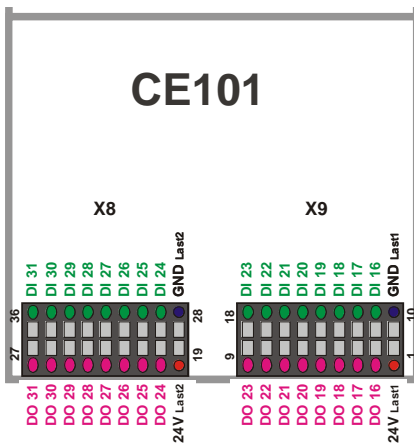 CE101
X8
X9
DI 31
DI 30
DI 29
DI 28
DI 27
DI 26
DI 25
DI 24
GND Last2
DI 23
DI 22
DI 21
DI 20
DI 19
DI 18
DI 17
DI 16
GND Last1
36
28
18
10
27
19
9
1
DO 31
DO 30
DO 29
DO 28
DO 27
DO 26
DO 25
DO 24
24V Last2
DO 23
DO 22
DO 21
DO 20
DO 19
DO 18
DO 17
DO 16
24V Last1